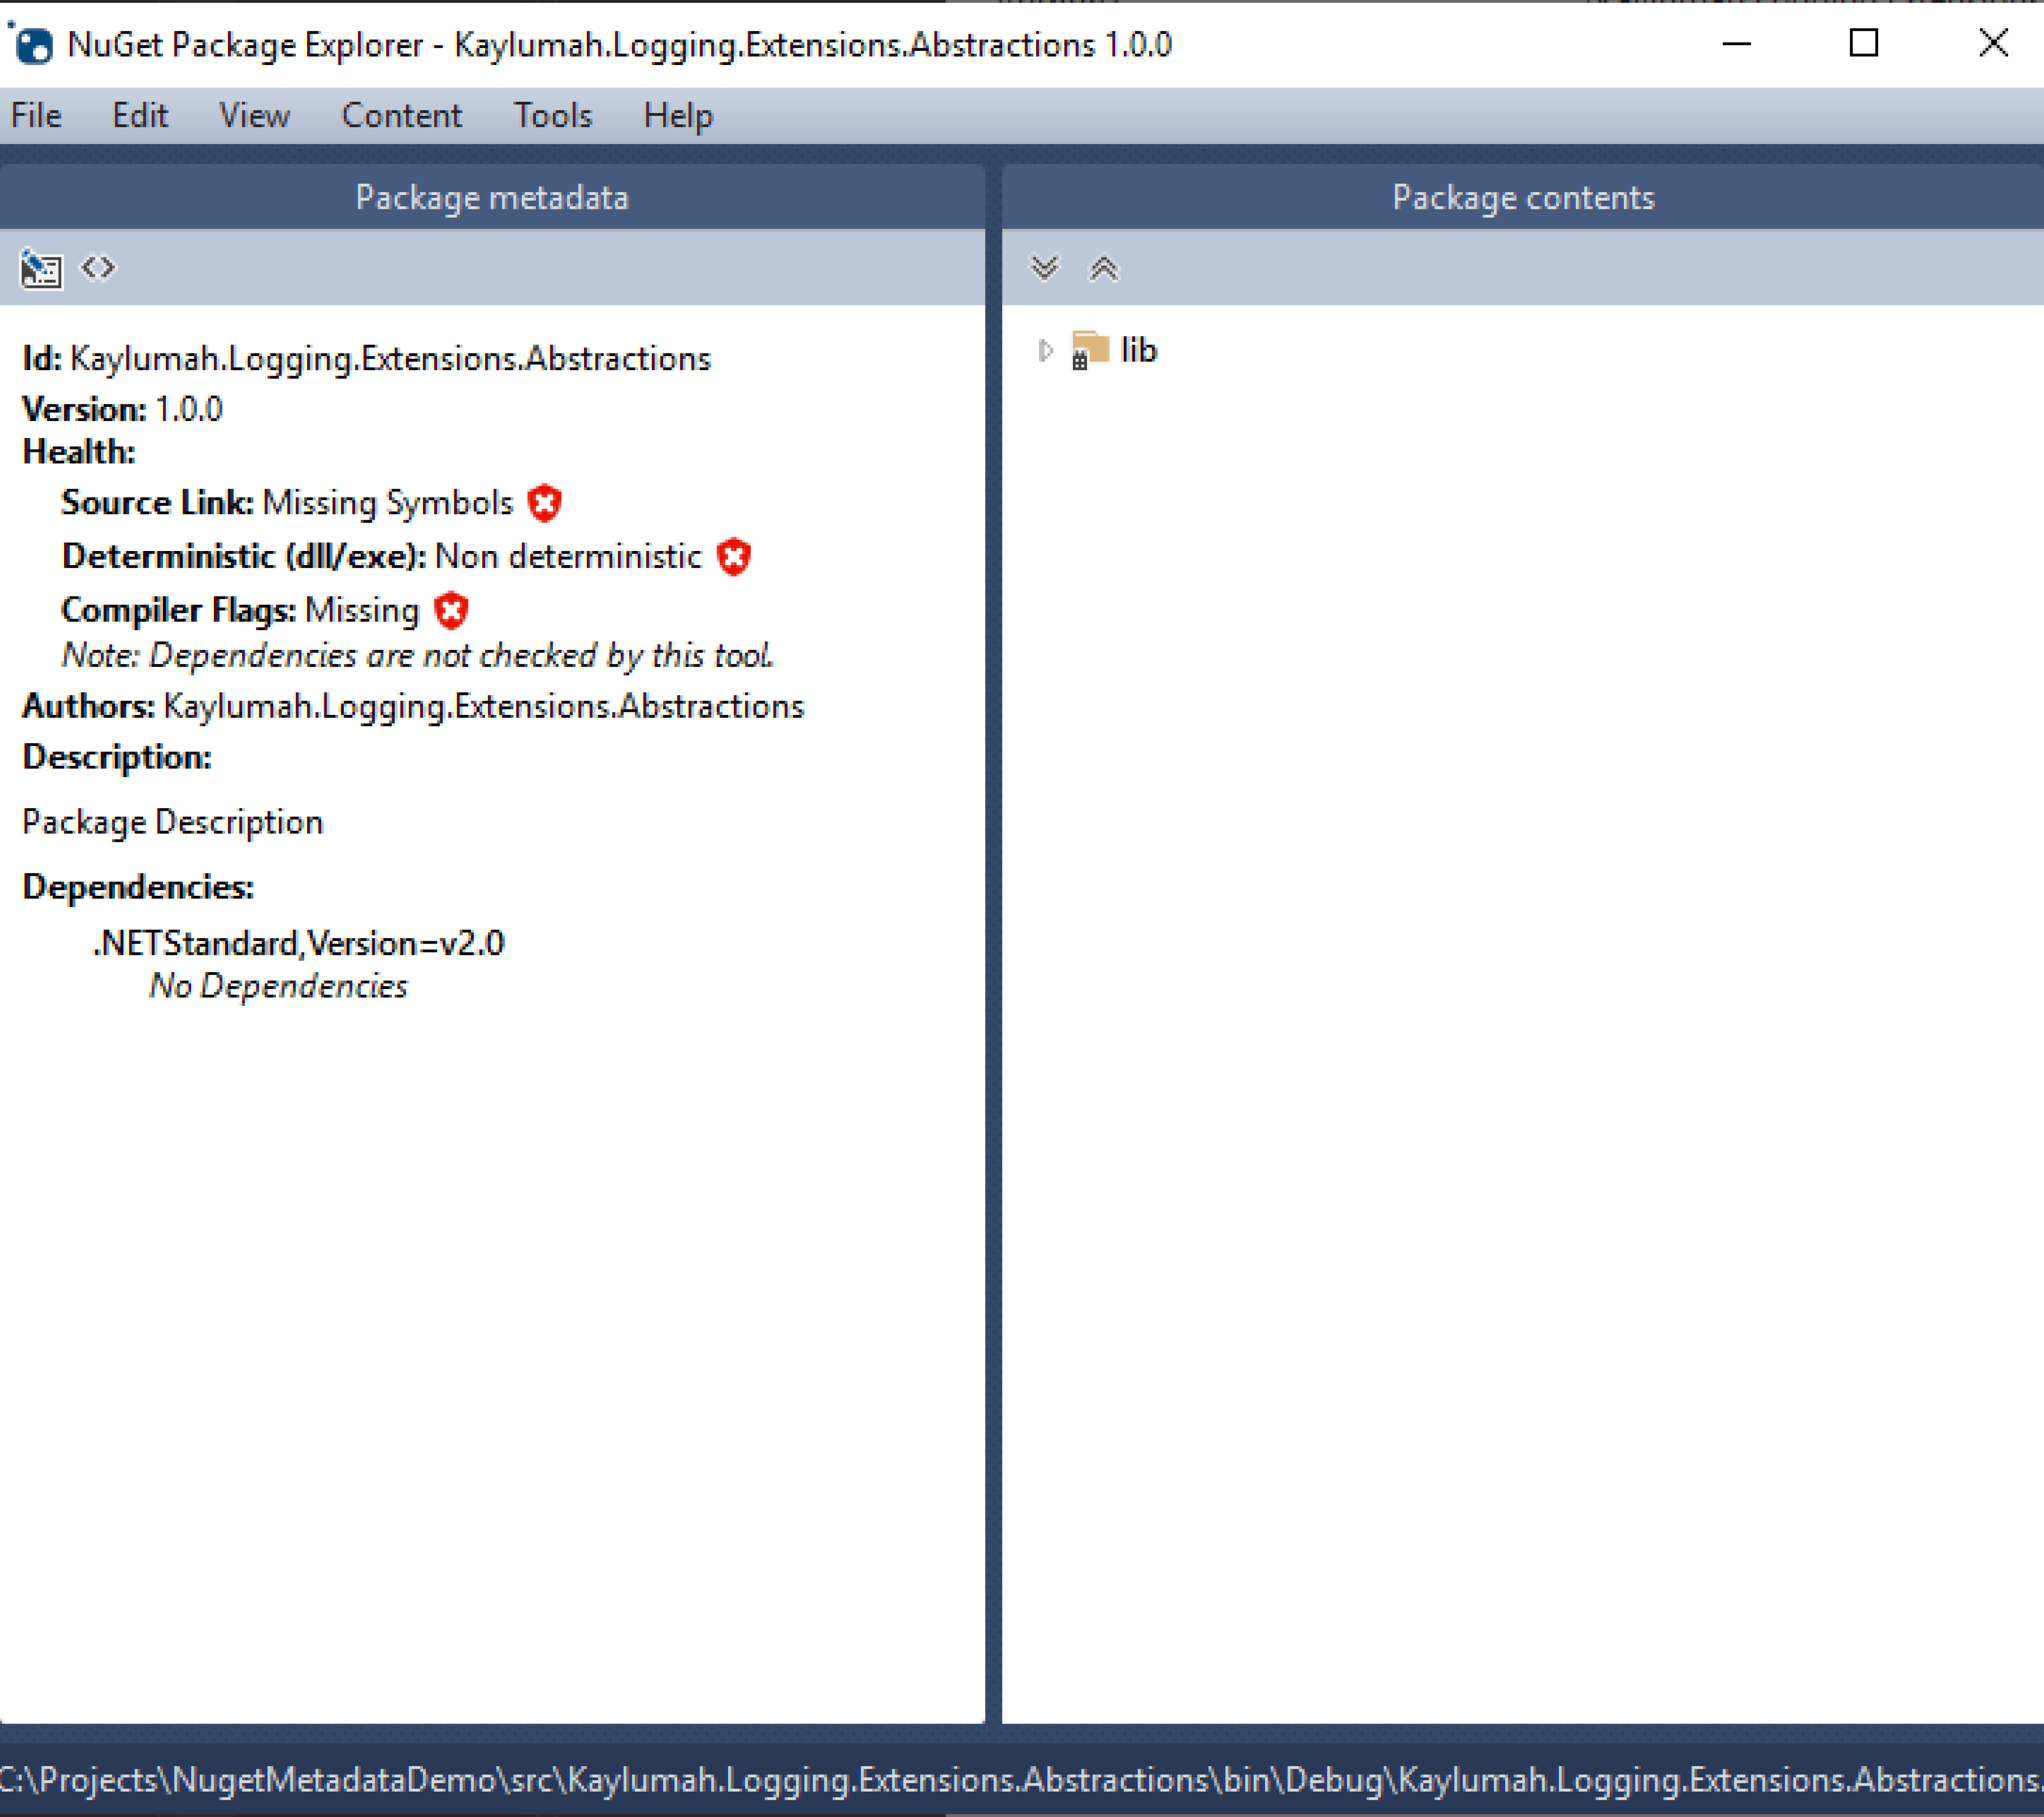 NuGet Package Explorer - Kaylumah.Logging.Extensions.Abstractions 1.0.0
File Edit View Content Tools Help
Package metadata
Id: Kaylumah.Logging.Extensions.Abstractions
Version: 1.0.0
Health:
Source Link: Missing Symbols
Deterministic (dll/exe): Non deterministic
Compiler Flags: Missing
Note: Dependencies are not checked by this tool.
Authors: Kaylumah.Logging.Extensions.Abstractions
Description:
Package Description
Dependencies:
.NETStandard,Version=v2.0
No Dependencies
Package contents
lib
C:\Projects\NugetMetadataDemo\src\Kaylumah.Logging.Extensions.Abstractions\bin\Debug\Kaylumah.Logging.Extensions.Abstractions.